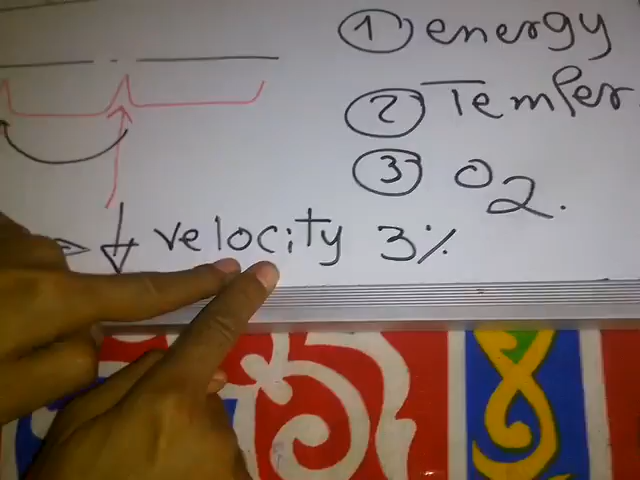 ① energy
② Temper
③ O2.
velocity 3%